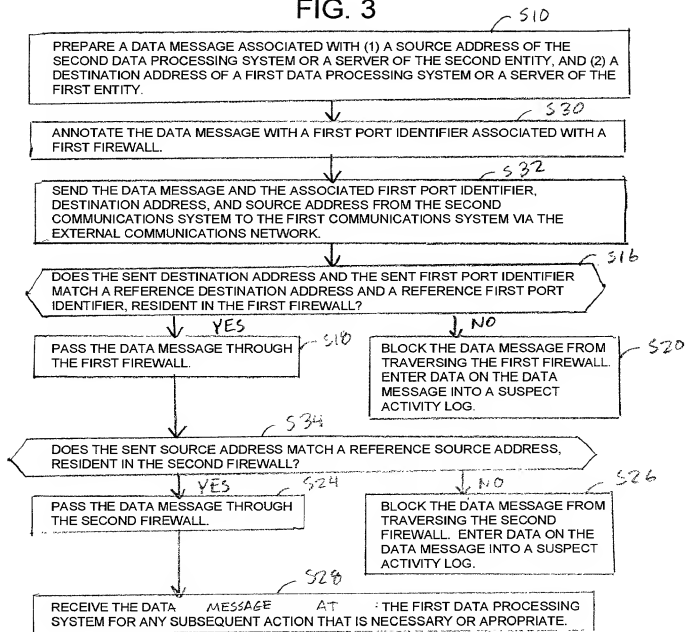 FIG. 3
S10
PREPARE A DATA MESSAGE ASSOCIATED WITH (1) A SOURCE ADDRESS OF THE
SECOND DATA PROCESSING SYSTEM OR A SERVER OF THE SECOND ENTITY, AND (2) A
DESTINATION ADDRESS OF A FIRST DATA PROCESSING SYSTEM OR A SERVER OF THE
FIRST ENTITY.
S30
ANNOTATE THE DATA MESSAGE WITH A FIRST PORT IDENTIFIER ASSOCIATED WITH A
FIRST FIREWALL.
S32
SEND THE DATA MESSAGE AND THE ASSOCIATED FIRST PORT IDENTIFIER,
DESTINATION ADDRESS, AND SOURCE ADDRESS FROM THE SECOND
COMMUNICATIONS SYSTEM TO THE FIRST COMMUNICATIONS SYSTEM VIA THE
EXTERNAL COMMUNICATIONS NETWORK.
S16
DOES THE SENT DESTINATION ADDRESS AND THE SENT FIRST PORT IDENTIFIER
MATCH A REFERENCE DESTINATION ADDRESS AND A REFERENCE FIRST PORT
IDENTIFIER, RESIDENT IN THE FIRST FIREWALL?
YES
NO
S18
PASS THE DATA MESSAGE THROUGH
THE FIRST FIREWALL.
S20
BLOCK THE DATA MESSAGE FROM
TRAVERSING THE FIRST FIREWALL.
ENTER DATA ON THE DATA
MESSAGE INTO A SUSPECT
ACTIVITY LOG.
S34
DOES THE SENT SOURCE ADDRESS MATCH A REFERENCE SOURCE ADDRESS,
RESIDENT IN THE SECOND FIREWALL?
YES
S24
NO
S26
PASS THE DATA MESSAGE THROUGH
THE SECOND FIREWALL.
BLOCK THE DATA MESSAGE FROM
TRAVERSING THE SECOND
FIREWALL. ENTER DATA ON THE
DATA MESSAGE INTO A SUSPECT
ACTIVITY LOG.
S28
RECEIVE THE DATA MESSAGE AT THE FIRST DATA PROCESSING
SYSTEM FOR ANY SUBSEQUENT ACTION THAT IS NECESSARY OR APROPRIATE.